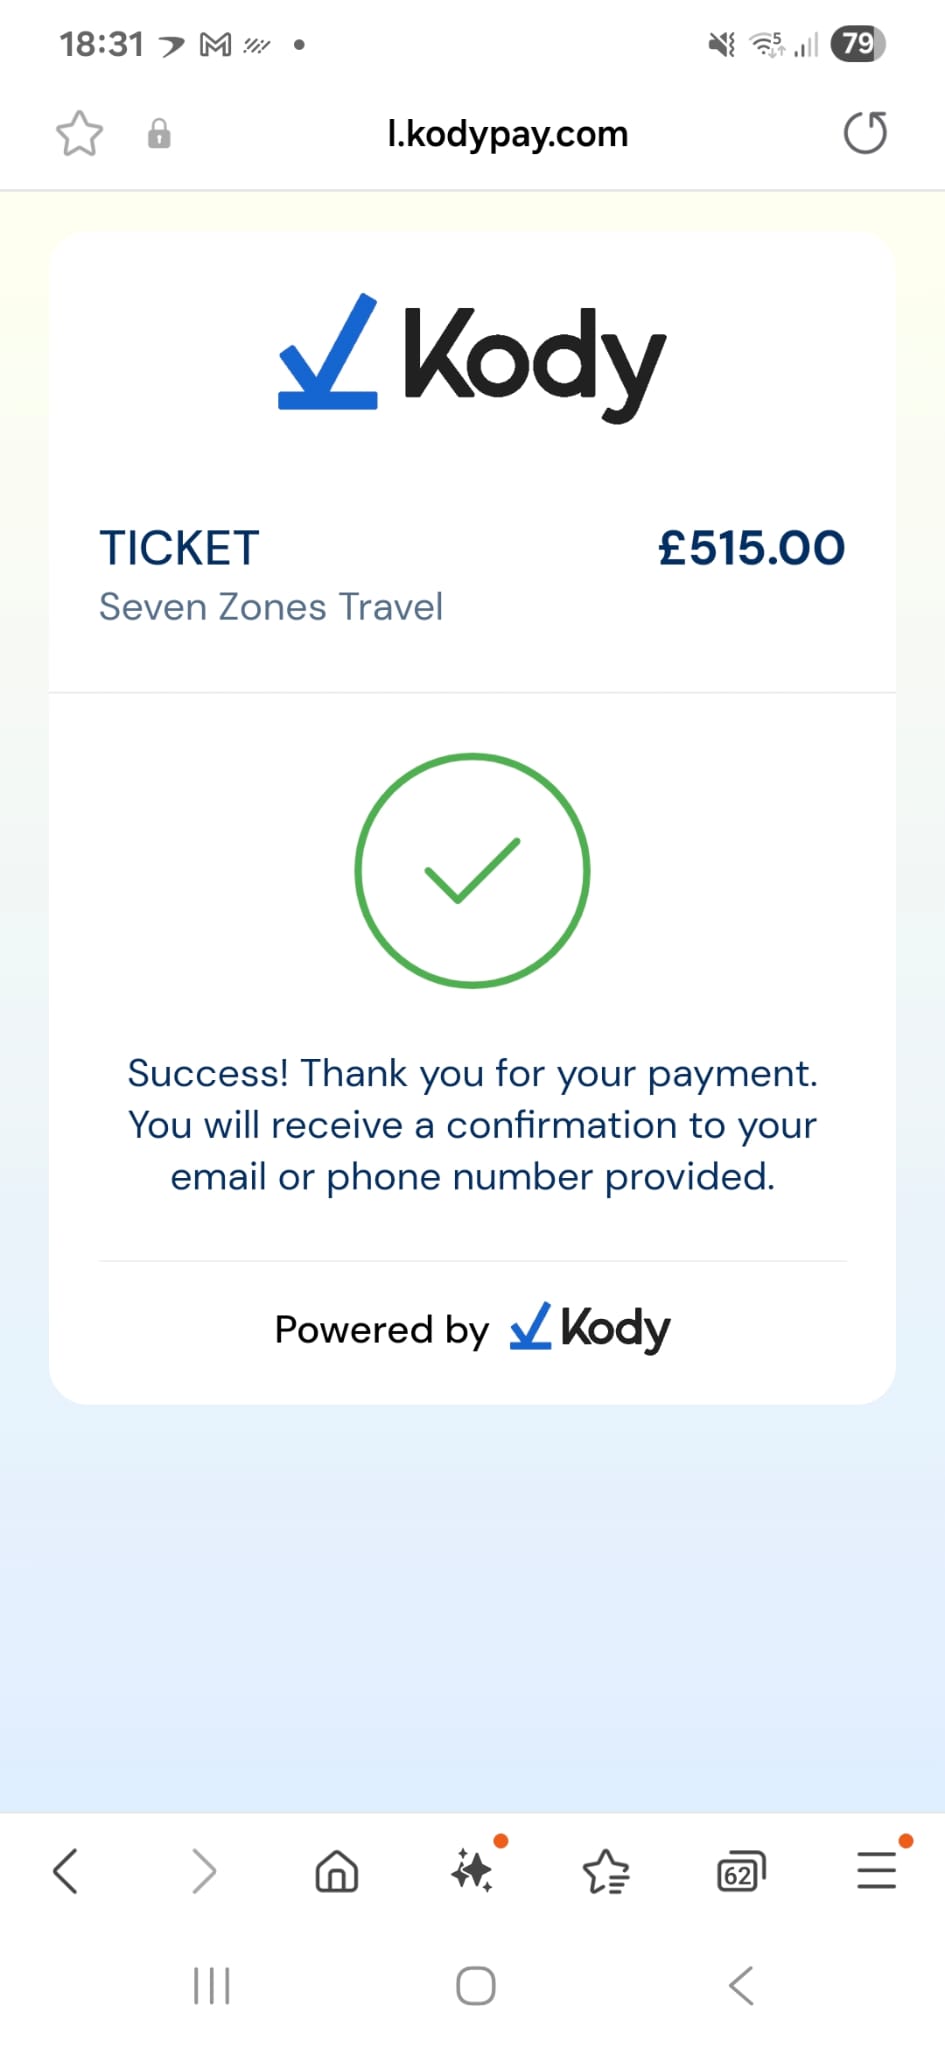 18:31
5
79
l.kodypay.com
Kody
TICKET £515.00
Seven Zones Travel
Success! Thank you for your payment.
You will receive a confirmation to your
email or phone number provided.
Powered by Kody
62